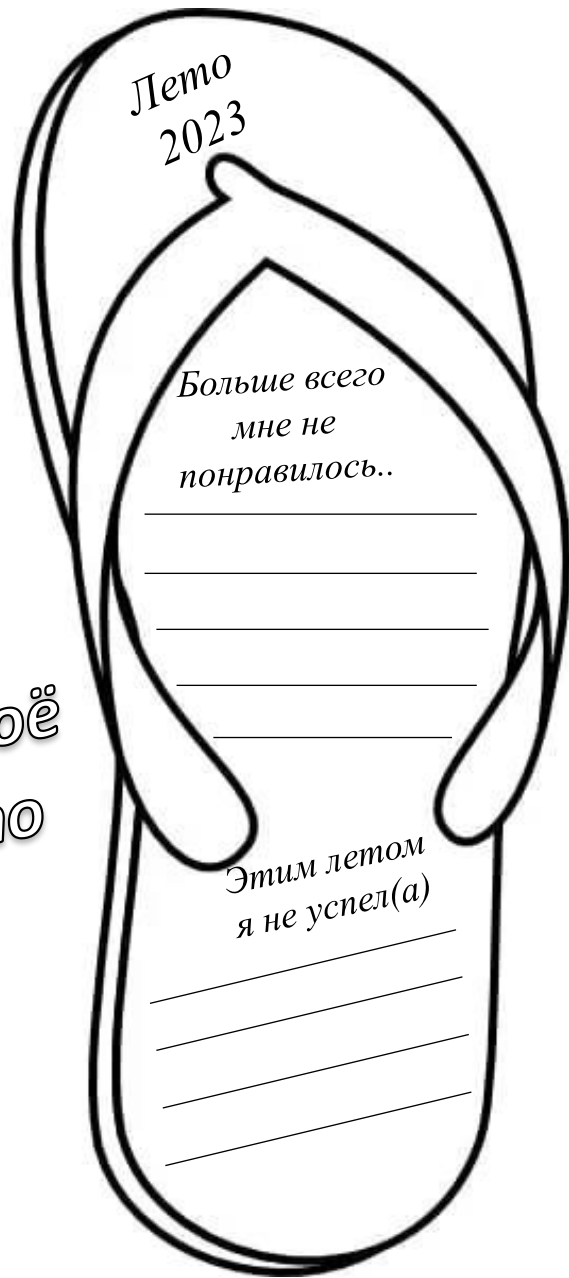 Лето
2023
Больше всего
мне не
понравилось..
Этим летом
я не успел(а)